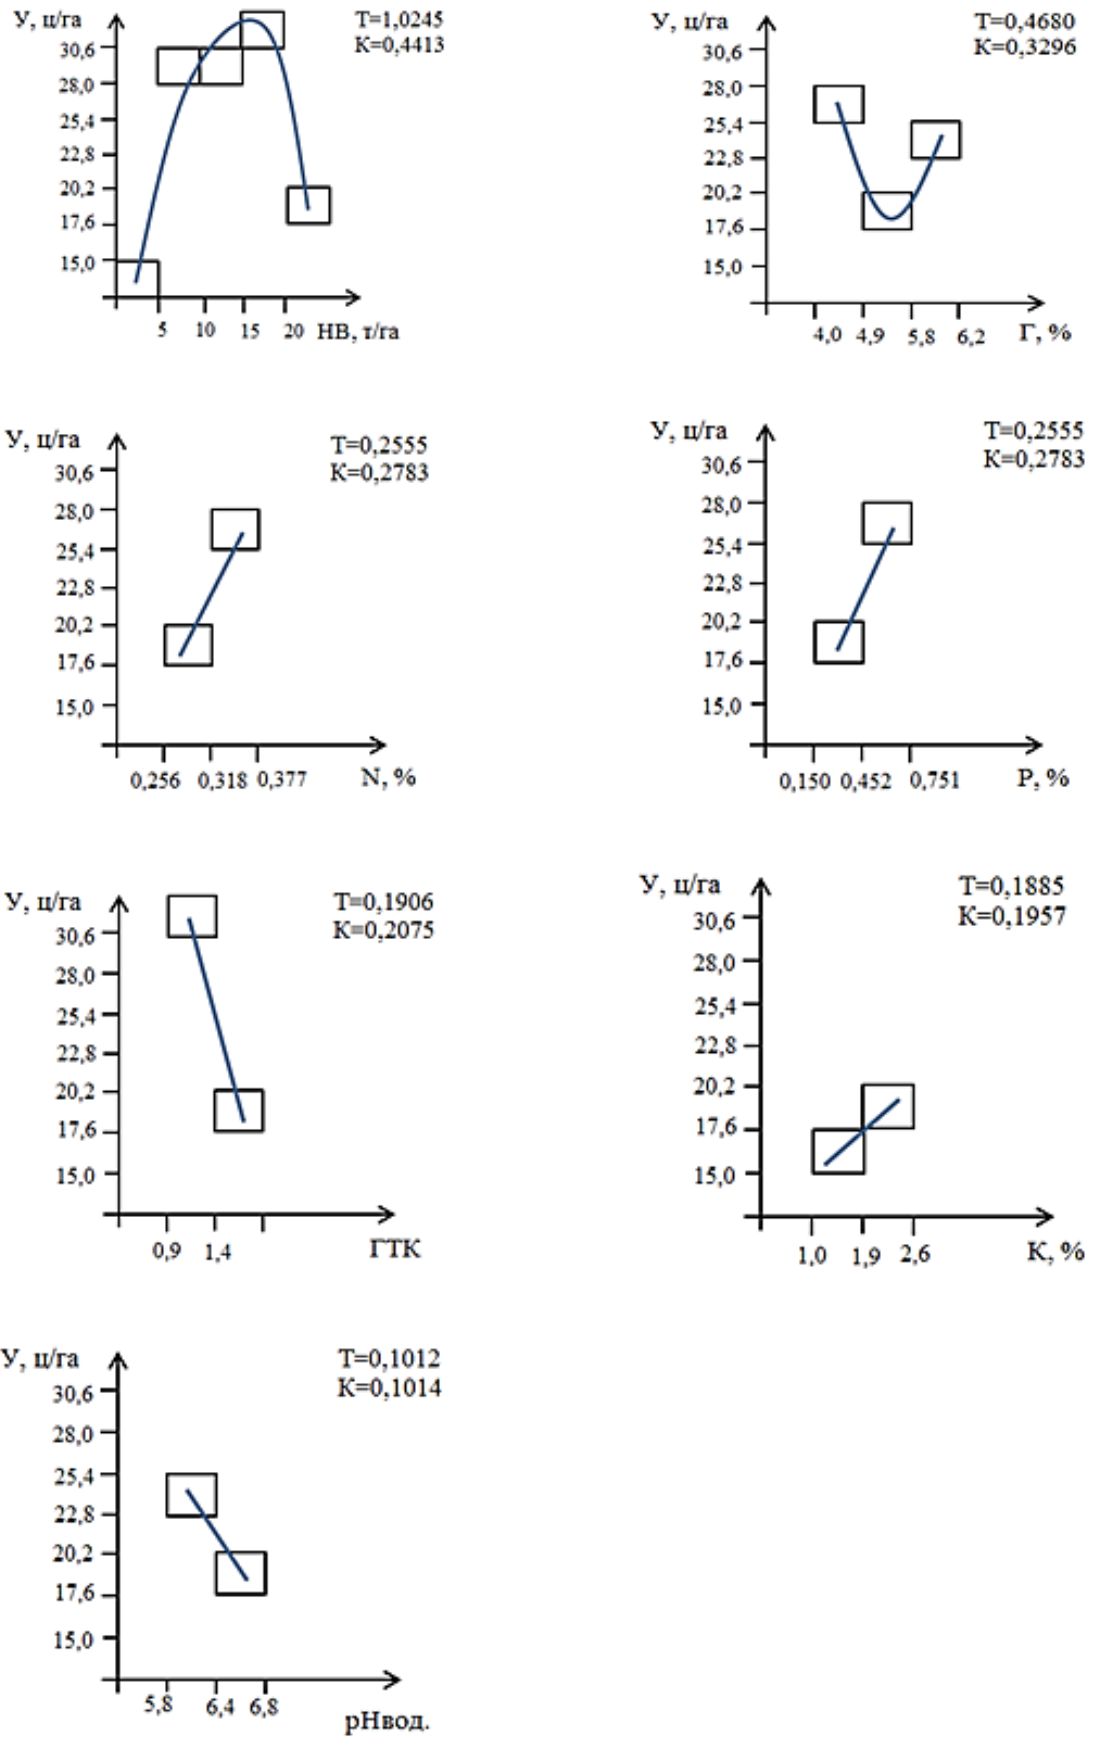 У, ц/га
T=1,0245
K=0,4413
30,6
28,0
25,4
22,8
20,2
17,6
15,0
5 10 15 20 НВ, т/га
У, ц/га
T=0,4680
K=0,3296
30,6
28,0
25,4
22,8
20,2
17,6
15,0
4,0 4,9 5,8 6,2 Г, %
У, ц/га
T=0,2555
K=0,2783
30,6
28,0
25,4
22,8
20,2
17,6
15,0
0,256 0,318 0,377 N, %
У, ц/га
T=0,2555
K=0,2783
30,6
28,0
25,4
22,8
20,2
17,6
15,0
0,150 0,452 0,751 P, %
У, ц/га
T=0,1906
K=0,2075
30,6
28,0
25,4
22,8
20,2
17,6
15,0
0,9 1,4 ГТК
У, ц/га
T=0,1885
K=0,1957
30,6
28,0
25,4
22,8
20,2
17,6
15,0
1,0 1,9 2,6 K, %
У, ц/га
T=0,1012
K=0,1014
30,6
28,0
25,4
22,8
20,2
17,6
15,0
5,8 6,4 6,8
pHвод.